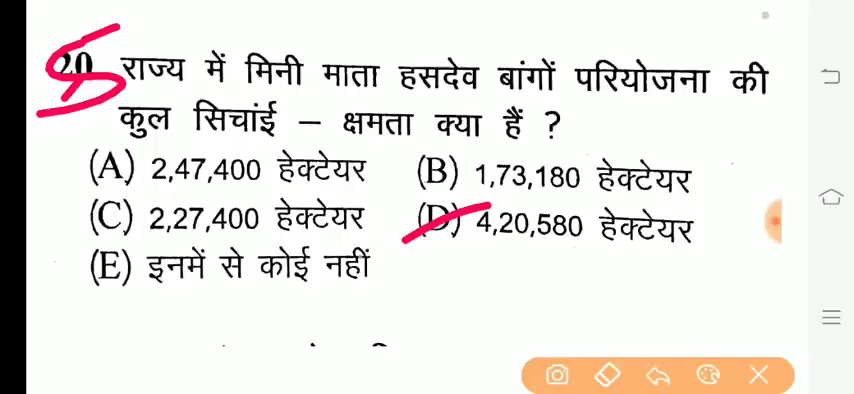 20 राज्य में मिनी माता हसदेव बांगों परियोजना की
कुल सिचांई – क्षमता क्या हैं ?
(A) 2,47,400 हेक्टेयर (B) 1,73,180 हेक्टेयर
(C) 2,27,400 हेक्टेयर (D) 4,20,580 हेक्टेयर
(E) इनमें से कोई नहीं